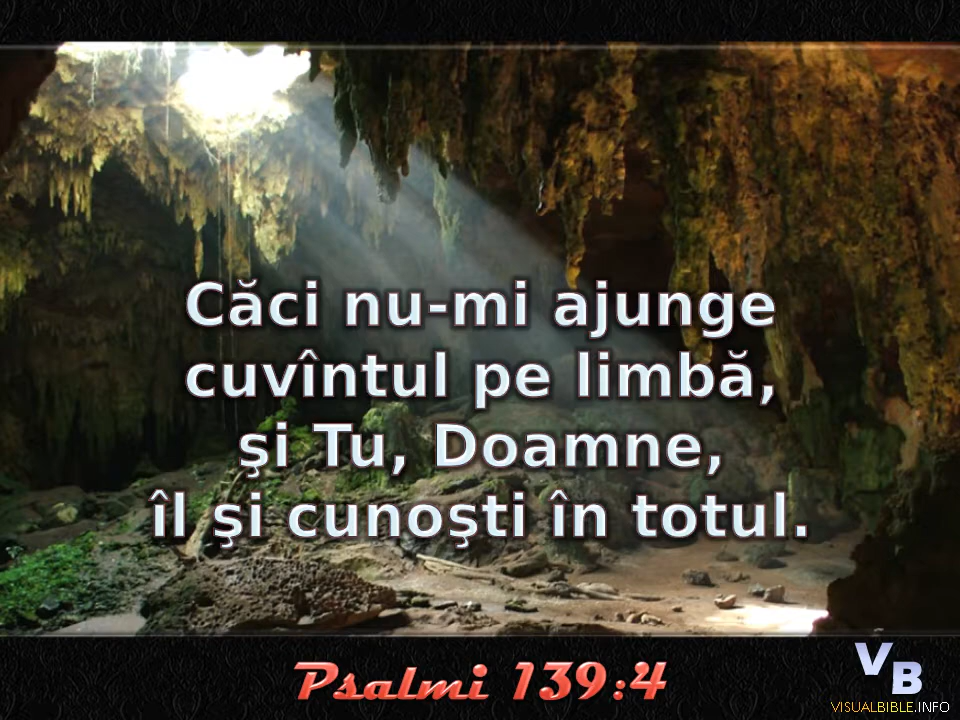 Căci nu-mi ajunge
cuvîntul pe limbă,
şi Tu, Doamne,
îl şi cunoşti în totul.
Psalmi 139:4
VB
VISUALBIBLE.INFO